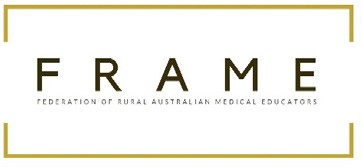 FRAME
FEDERATION OF RURAL AUSTRALIAN MEDICAL EDUCATORS